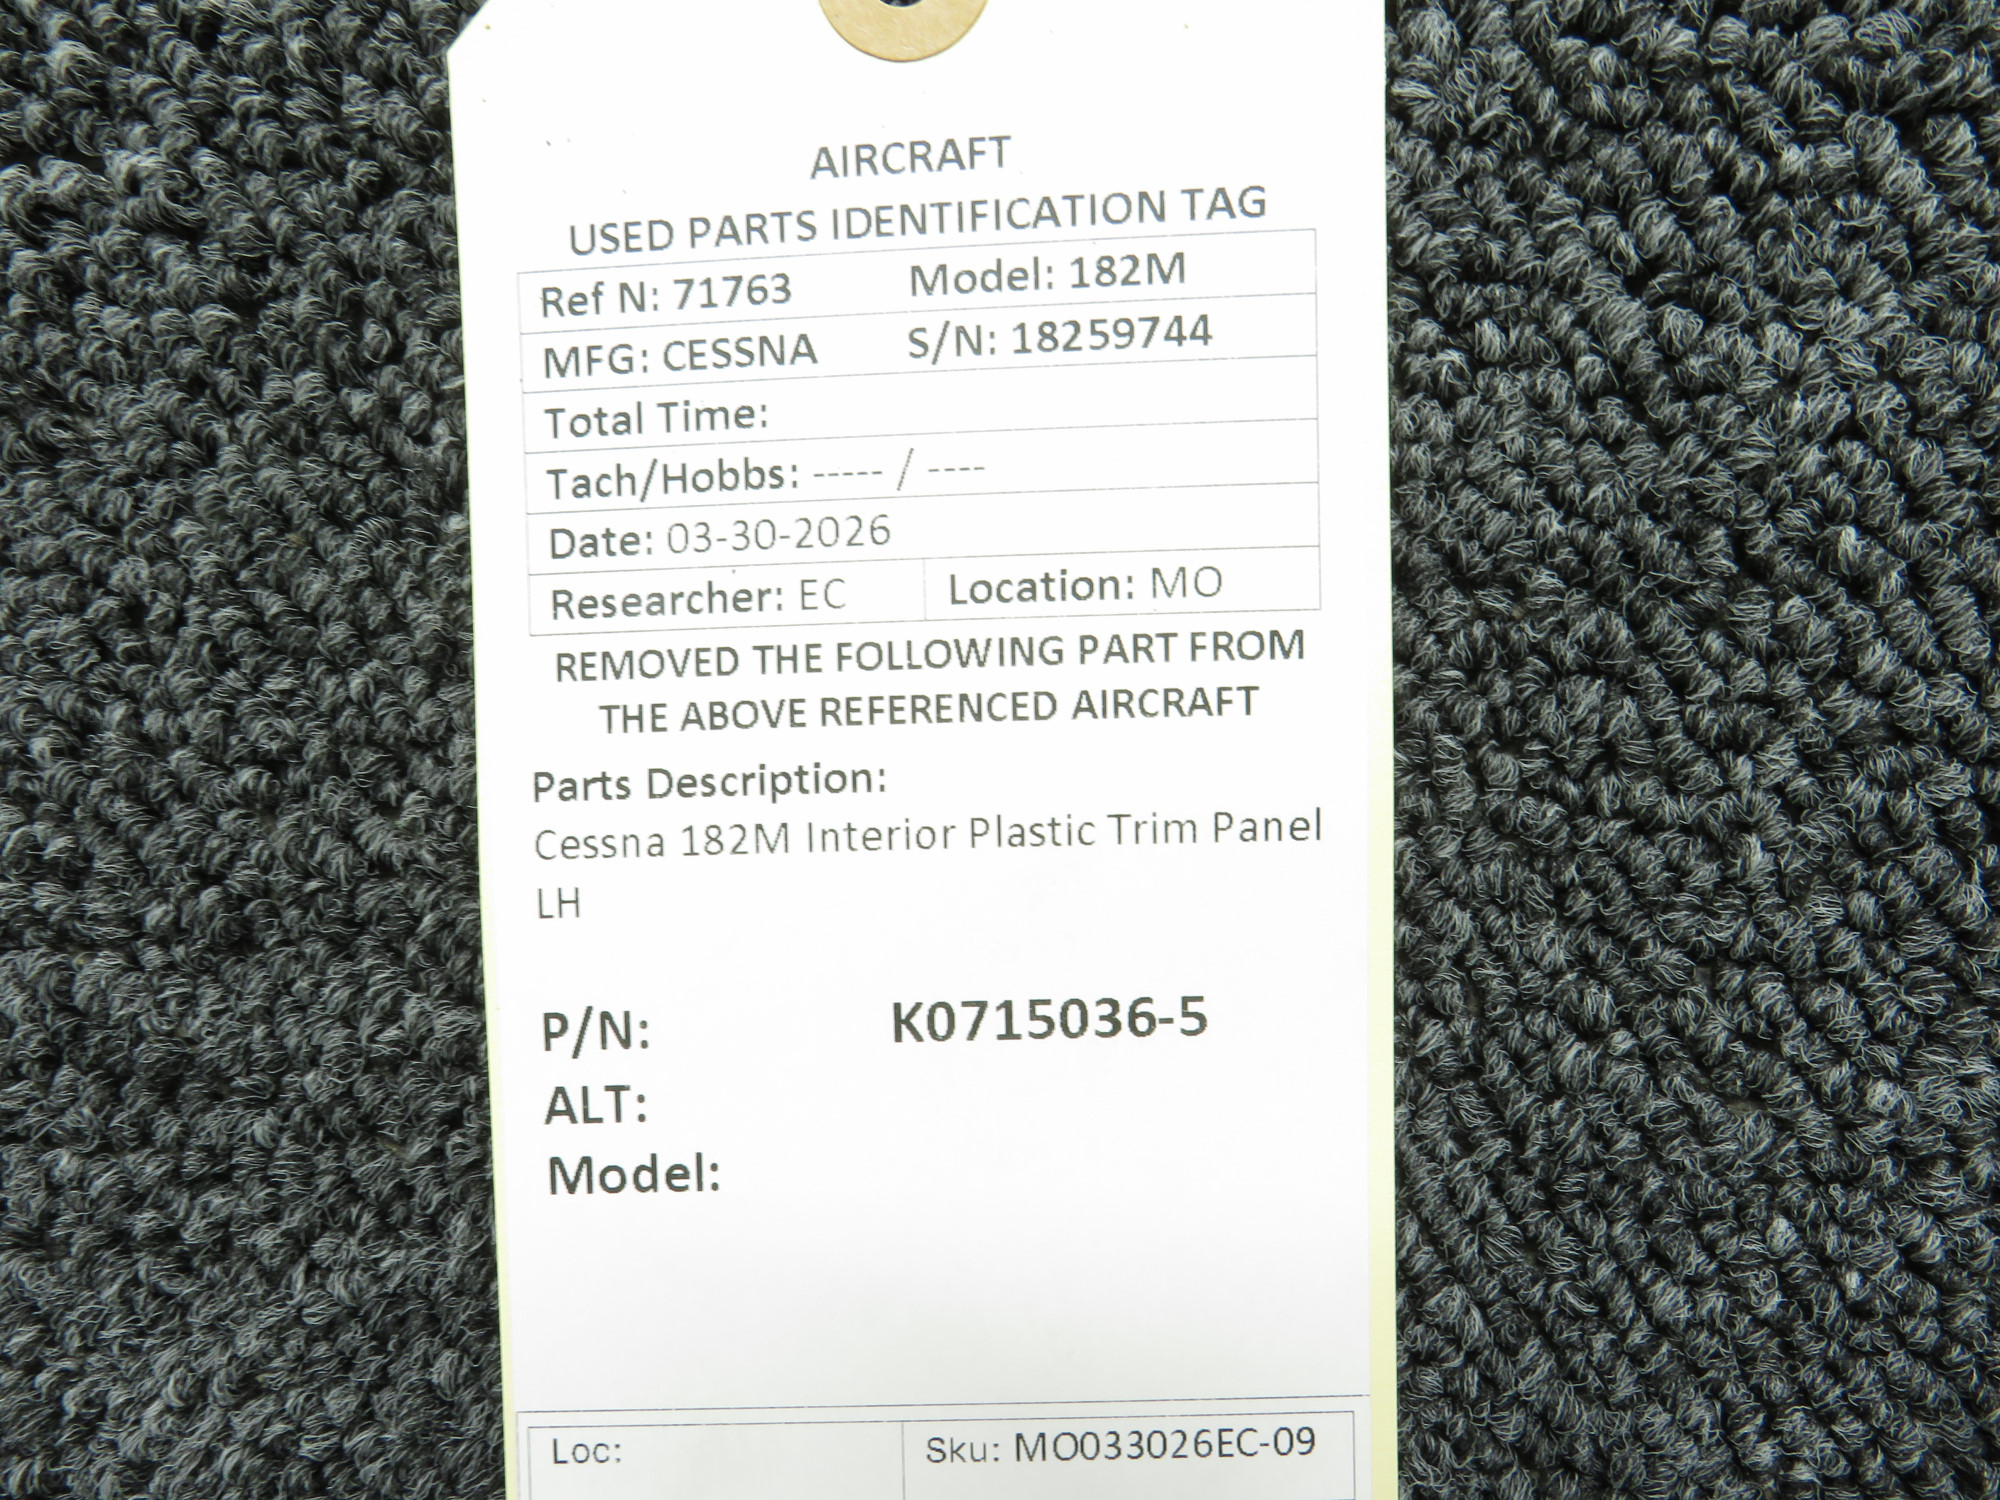 AIRCRAFT
USED PARTS IDENTIFICATION TAG
Ref N: 71763 Model: 182M
MFG: CESSNA S/N: 18259744
Total Time:
Tach/Hobbs: ----- / ----
Date: 03-30-2026
Researcher: EC Location: MO
REMOVED THE FOLLOWING PART FROM
THE ABOVE REFERENCED AIRCRAFT
Parts Description:
Cessna 182M Interior Plastic Trim Panel
LH
P/N: K0715036-5
ALT:
Model:
Loc: Sku: MO033026EC-09